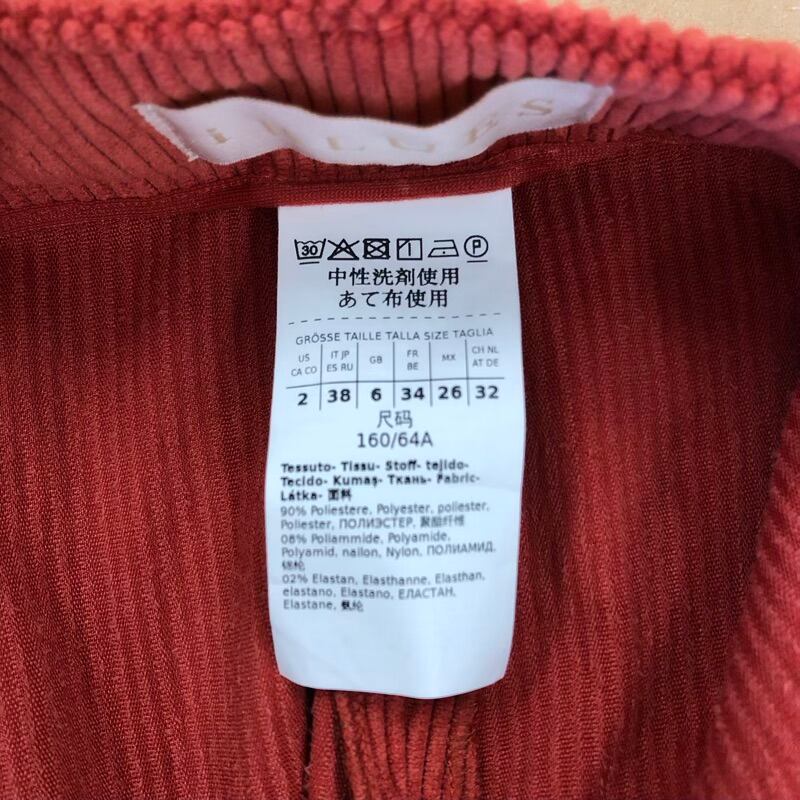 iBLUES
30
P
中性洗剤使用
あて布使用
GRÖSSE TAILLE TALLA SIZE TAGLIA
US CA CO IT JP ES RU GB FR BE MX CH NL AT DE
2 38 6 34 26 32
尺码
160/64A
Tessuto- Tissu- Stoff- tejido-
Tecido- Kumaş- Ткань- Fabric-
Látka- 面料
90% Poliestere, Polyester, poliester,
Poliester, ПОЛИЭСТЕР, 聚酯纤维
08% Poliammide, Polyamide,
Polyamid, nailon, Nylon, ПОЛИАМИД,
锦纶
02% Elastan, Elasthanne, Elasthan,
elastano, Elastano, ЕЛАСТАН,
Elastane, 氨纶